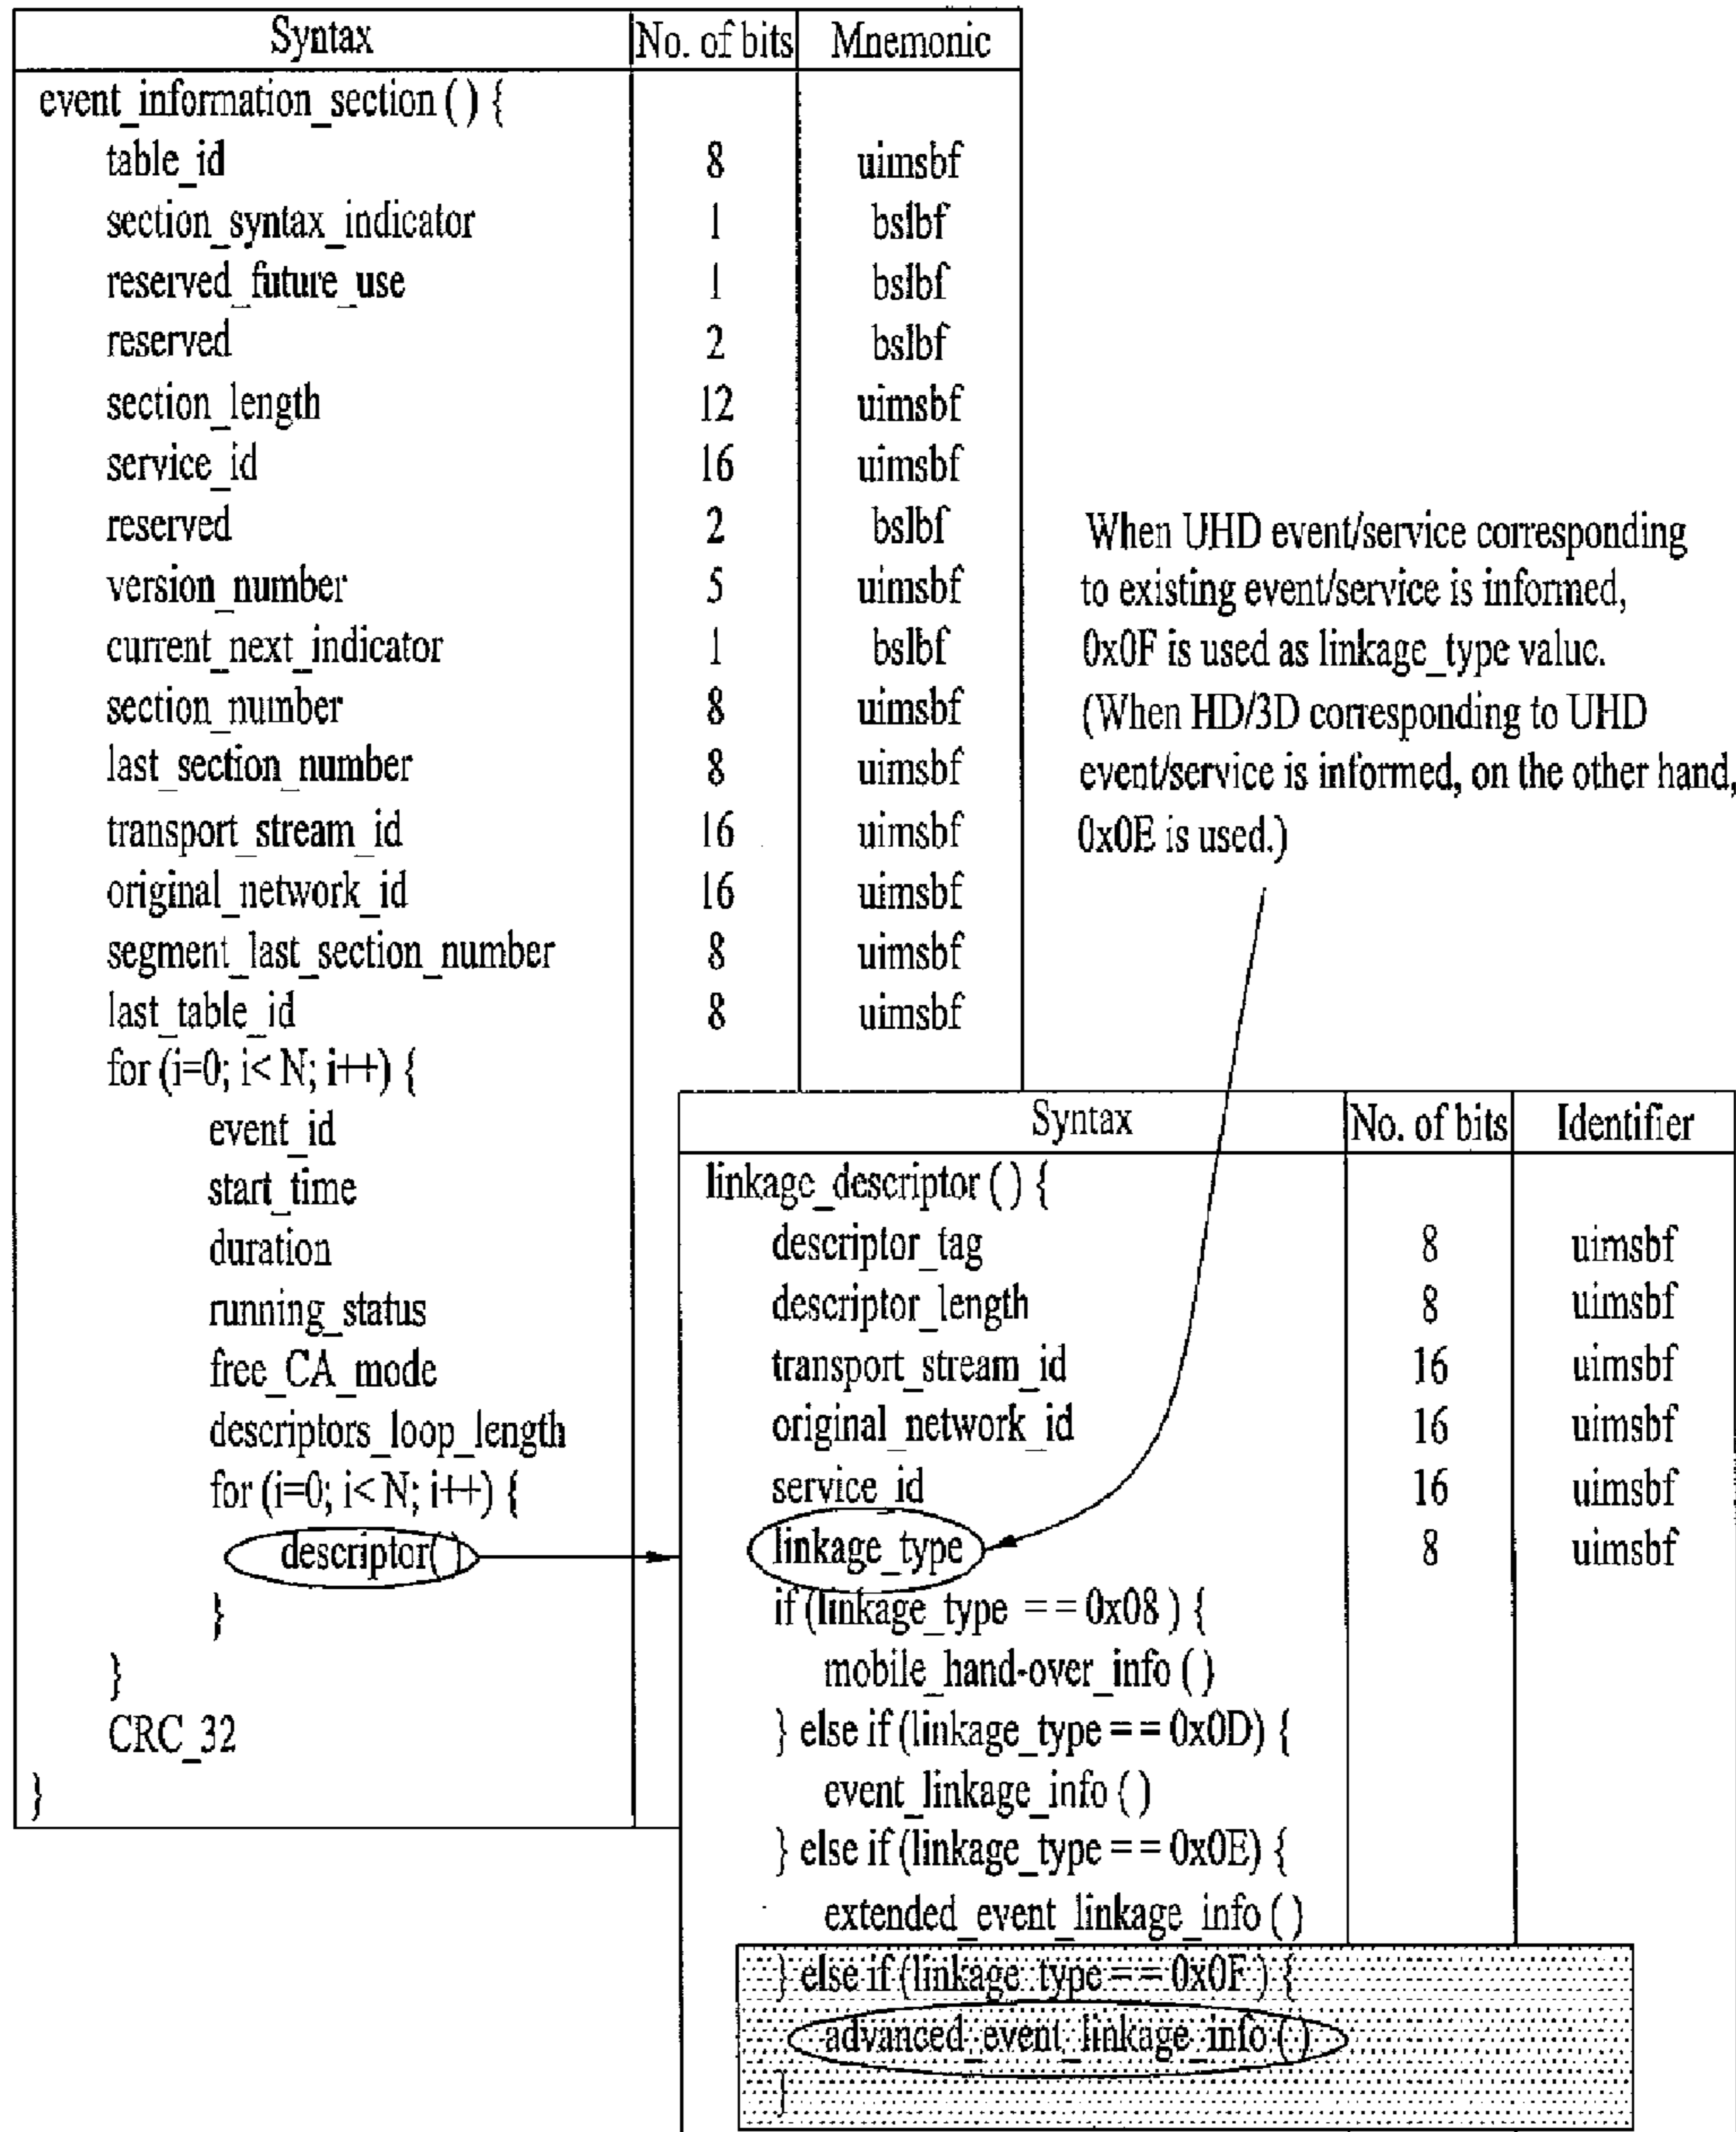 Syntax No. of bits Mnemonic
event_information_section ( ) {
table_id 8 uimsbf
section_syntax_indicator 1 bslbf
reserved_future_use 1 bslbf
reserved 2 bslbf
section_length 12 uimsbf
service_id 16 uimsbf
reserved 2 bslbf
version_number 5 uimsbf
current_next_indicator 1 bslbf
section_number 8 uimsbf
last_section_number 8 uimsbf
transport_stream_id 16 uimsbf
original_network_id 16 uimsbf
segment_last_section_number 8 uimsbf
last_table_id 8 uimsbf
for (i=0; i< N; i++) {
event_id
start_time
duration
running_status
free_CA_mode
descriptors_loop_length
for (i=0; i< N; i++) {
descriptor( )
}
}
CRC_32
}
When UHD event/service corresponding
to existing event/service is informed,
0x0F is used as linkage_type value.
(When HD/3D corresponding to UHD
event/service is informed, on the other hand,
0x0E is used.)
Syntax No. of bits Identifier
linkage_descriptor ( ) {
descriptor_tag 8 uimsbf
descriptor_length 8 uimsbf
transport_stream_id 16 uimsbf
original_network_id 16 uimsbf
service_id 16 uimsbf
linkage_type 8 uimsbf
if (linkage_type == 0x08 ) {
mobile_hand-over_info ( )
} else if (linkage_type == 0x0D) {
event_linkage_info ( )
} else if (linkage_type == 0x0E) {
extended_event_linkage_info ( )
} else if (linkage_type == 0x0F ) {
advanced_event_linkage_info ( )
}